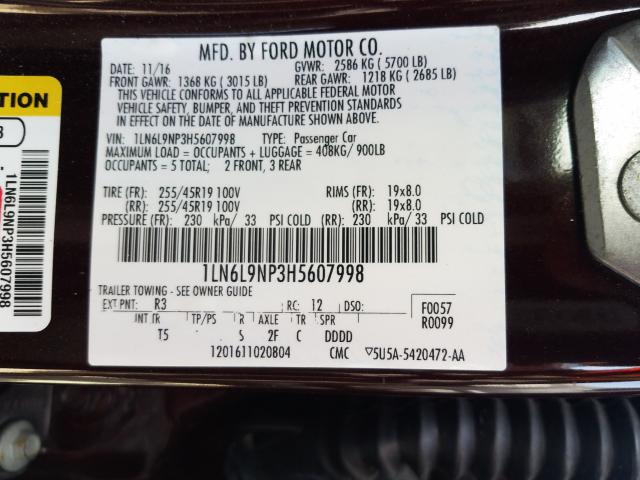 MFD. BY FORD MOTOR CO.
DATE: 11/16 GVWR: 2586 KG ( 5700 LB)
FRONT GAWR: 1368 KG ( 3015 LB) REAR GAWR: 1218 KG ( 2685 LB)
THIS VEHICLE CONFORMS TO ALL APPLICABLE FEDERAL MOTOR
VEHICLE SAFETY, BUMPER, AND THEFT PREVENTION STANDARDS
IN EFFECT ON THE DATE OF MANUFACTURE SHOWN ABOVE.
VIN: 1LN6L9NP3H5607998 TYPE: Passenger Car
MAXIMUM LOAD = OCCUPANTS + LUGGAGE = 408KG/ 900LB
OCCUPANTS = 5 TOTAL; 2 FRONT, 3 REAR
TIRE (FR): 255/45R19 100V RIMS (FR): 19x8.0
(RR): 255/45R19 100V (RR): 19x8.0
PRESSURE (FR): 230 kPa/ 33 PSI COLD (RR): 230 kPa/ 33 PSI COLD
1LN6L9NP3H5607998
TRAILER TOWING - SEE OWNER GUIDE
EXT PNT: R3 RC: 12 DSO: F0057
R0099
INT TR TP/PS R AXLE TR SPR
T5 S 2F C DDDD
1201611020804 CMC ▽5U5A-5420472-AA
TION
1LN6L9NP3H5607998